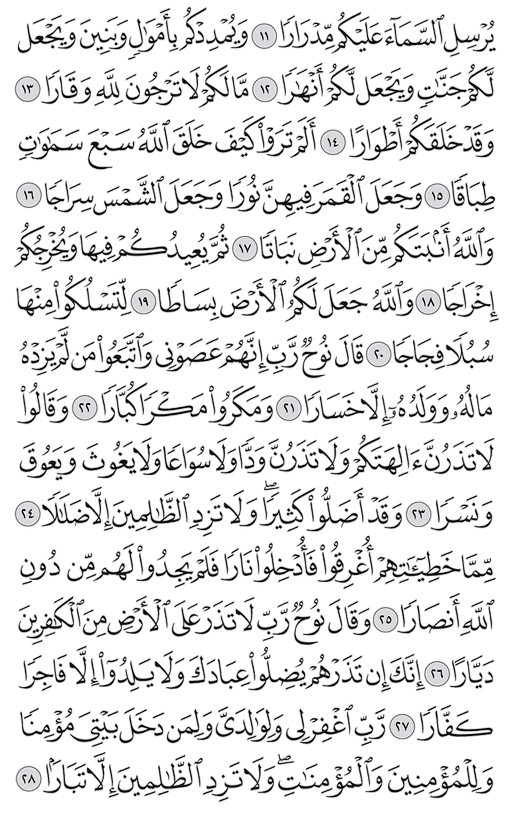 يُرْسِلِ ٱلسَّمَآءَ عَلَيْكُم مِّدْرَارٗا ١١ وَيُمْدِدْكُم بِأَمْوَٰلٖ وَبَنِينَ وَيَجْعَل
لَّكُمْ جَنَّٰتٖ وَيَجْعَل لَّكُمْ أَنْهَٰرٗا ١٢ مَّا لَكُمْ لَا تَرْجُونَ لِلَّهِ وَقَارٗا ١٣
وَقَدْ خَلَقَكُمْ أَطْوَارًا ١٤ أَلَمْ تَرَوْاْ كَيْفَ خَلَقَ ٱللَّهُ سَبْعَ سَمَٰوَٰتٖ
طِبَاقٗا ١٥ وَجَعَلَ ٱلْقَمَرَ فِيهِنَّ نُورٗا وَجَعَلَ ٱلشَّمْسَ سِرَاجٗا ١٦
وَٱللَّهُ أَنۢبَتَكُم مِّنَ ٱلْأَرْضِ نَبَاتٗا ١٧ ثُمَّ يُعِيدُكُمْ فِيهَا وَيُخْرِجُكُمْ
إِخْرَاجٗا ١٨ وَٱللَّهُ جَعَلَ لَكُمُ ٱلْأَرْضَ بِسَاطٗا ١٩ لِّتَسْلُكُواْ مِنْهَا
سُبُلٗا فِجَاجٗا ٢٠ قَالَ نُوحٞ رَّبِّ إِنَّهُمْ عَصَوْنِي وَٱتَّبَعُواْ مَن لَّمْ يَزِدْهُ
مَالُهُۥ وَوَلَدُهُۥٓ إِلَّا خَسَارٗا ٢١ وَمَكَرُواْ مَكْرٗا كُبَّارٗا ٢٢ وَقَالُواْ
لَا تَذَرُنَّ ءَالِهَتَكُمْ وَلَا تَذَرُنَّ وَدّٗا وَلَا سُوَاعٗا وَلَا يَغُوثَ وَيَعُوقَ
وَنَسْرٗا ٢٣ وَقَدْ أَضَلُّواْ كَثِيرٗاۖ وَلَا تَزِدِ ٱلظَّٰلِمِينَ إِلَّا ضَلَٰلٗا ٢٤
مِّمَّا خَطِيٓـَٰٔتِهِمْ أُغْرِقُواْ فَأُدْخِلُواْ نَارٗا فَلَمْ يَجِدُواْ لَهُم مِّن دُونِ
ٱللَّهِ أَنصَارٗا ٢٥ وَقَالَ نُوحٞ رَّبِّ لَا تَذَرْ عَلَى ٱلْأَرْضِ مِنَ ٱلْكَٰفِرِينَ
دَيَّارًا ٢٦ إِنَّكَ إِن تَذَرْهُمْ يُضِلُّواْ عِبَادَكَ وَلَا يَلِدُوٓاْ إِلَّا فَاجِرٗا
كَفَّارٗا ٢٧ رَّبِّ ٱغْفِرْ لِي وَلِوَٰلِدَيَّ وَلِمَن دَخَلَ بَيْتِيَ مُؤْمِنٗا
وَلِلْمُؤْمِنِينَ وَٱلْمُؤْمِنَٰتِۖ وَلَا تَزِدِ ٱلظَّٰلِمِينَ إِلَّا تَبَارَۢا ٢٨